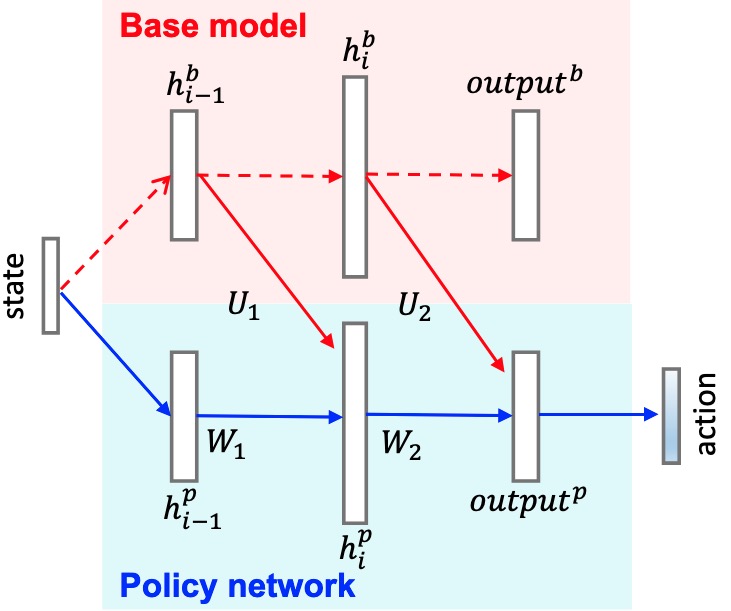 Base model
$h_{i-1}^{b}$
$h_{i}^{b}$
$output^{b}$
state
$U_1$
$U_2$
$W_1$
$W_2$
action
$h_{i-1}^{p}$
$h_{i}^{p}$
$output^{p}$
Policy network